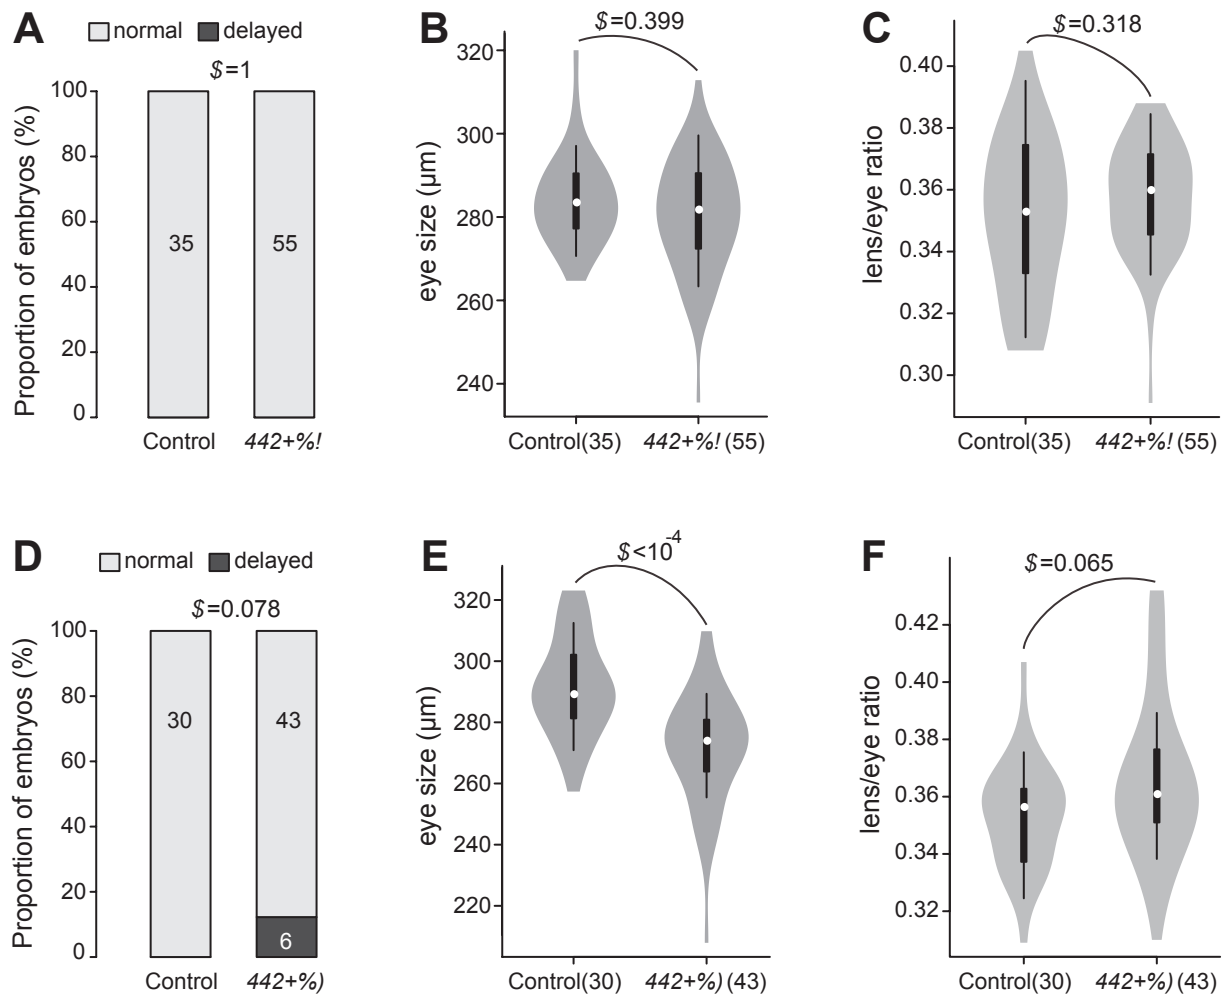 A
normal delayed
$=1
Proportion of embryos (%)
100
80
60
40
20
0
35
55
Control 442+%!
B
$=0.399
eye size (µm)
320
300
280
260
240
Control(35) 442+%! (55)
C
$=0.318
lens/eye ratio
0.40
0.38
0.36
0.34
0.32
0.30
Control(35) 442+%! (55)
D
normal delayed
$=0.078
Proportion of embryos (%)
100
80
60
40
20
0
30
43
6
Control 442+%)
E
$<10-4
eye size (µm)
320
300
280
260
240
220
Control(30) 442+%) (43)
F
$=0.065
lens/eye ratio
0.42
0.40
0.38
0.36
0.34
0.32
Control(30) 442+%) (43)